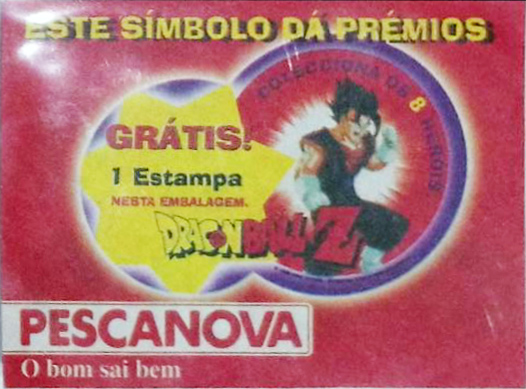 ESTE SÍMBOLO DÁ PRÉMIOS
COLECCIONA OS 8 HERÓIS
GRÁTIS!
1 Estampa
NESTA EMBALAGEM.
DRAGON BALL Z
PESCANOVA
O bom sai bem